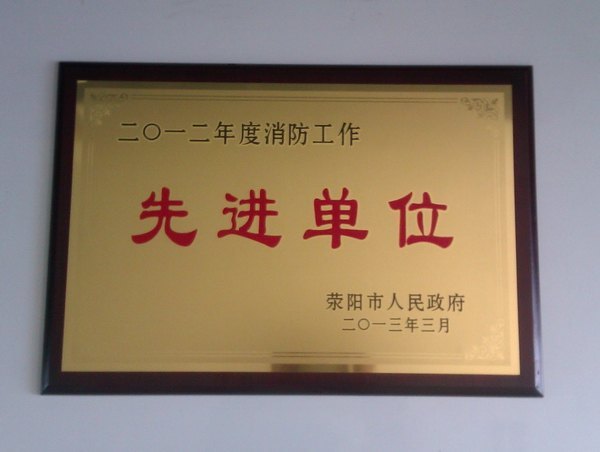 二〇一二年度消防工作
先进单位
荥阳市人民政府
二〇一三年三月